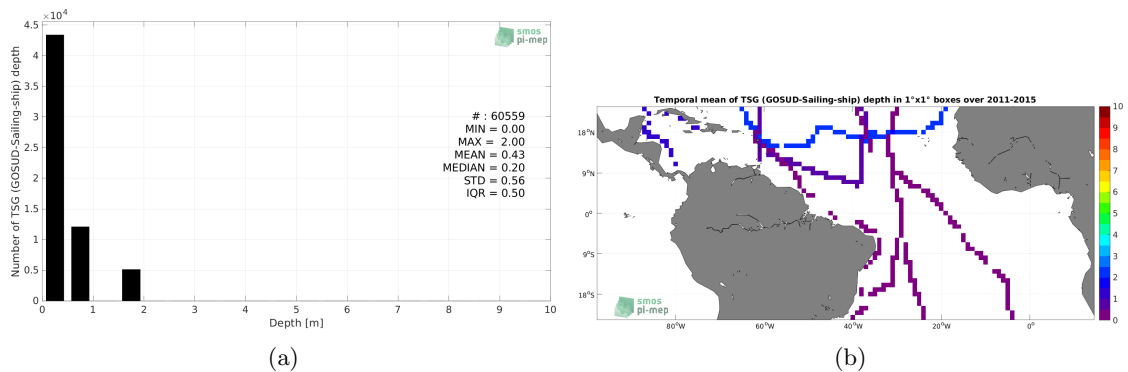 ×10⁴
4.5
4
3.5
3
2.5
2
1.5
1
0.5
0
Number of TSG (GOSUD-Sailing-ship) depth
smos
pi-mep
# : 60559
MIN = 0.00
MAX = 2.00
MEAN = 0.43
MEDIAN = 0.20
STD = 0.56
IQR = 0.50
0 1 2 3 4 5 6 7 8 9 10
Depth [m]
(a)
Temporal mean of TSG (GOSUD-Sailing-ship) depth in 1°x1° boxes over 2011-2015
18°N
9°N
0°
9°S
18°S
80°W 60°W 40°W 20°W 0°
smos
pi-mep
10
9
8
7
6
5
4
3
2
1
0
(b)